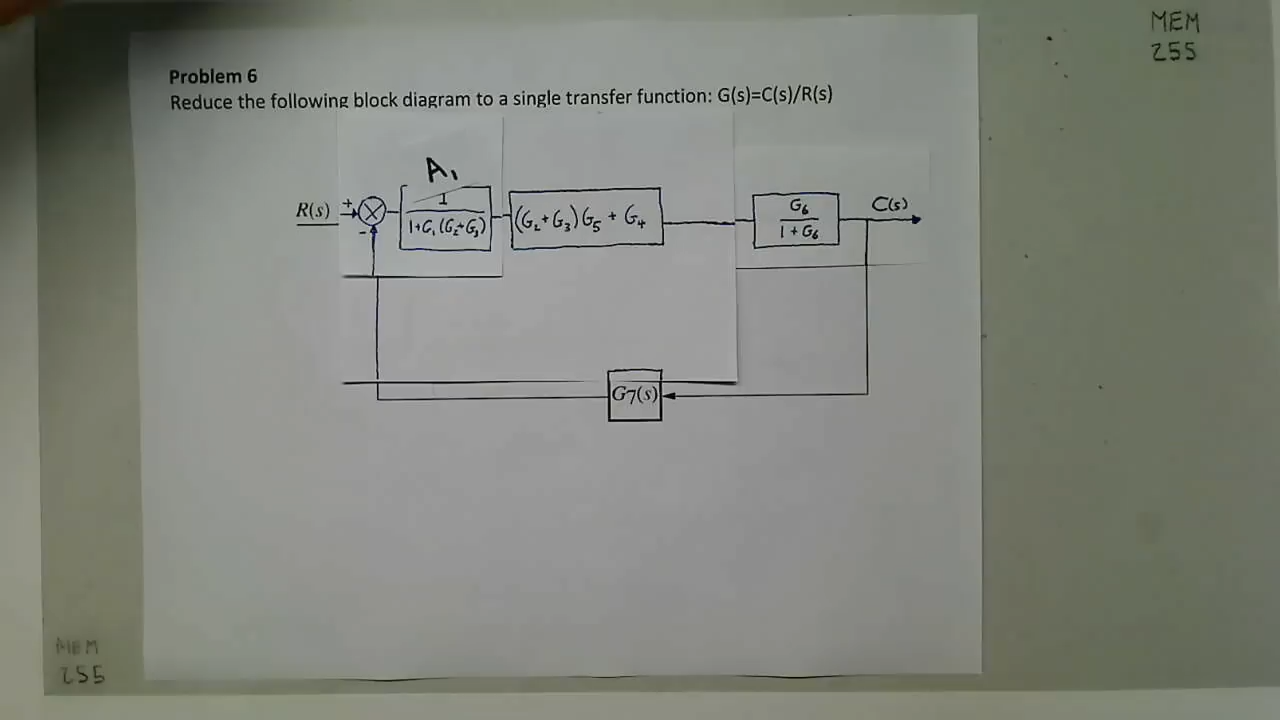 MEM
255
Problem 6
Reduce the following block diagram to a single transfer function: G(s)=C(s)/R(s)
A₁
R(s) + -
1
1+G₁(G₂+G₃)
(G₂+G₃)G₅ + G₄
G₆
1 + G₆
C(s)
G7(s)
MEM
255